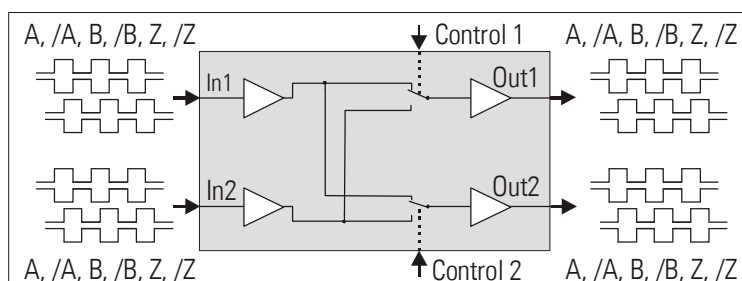 A, /A, B, /B, Z, /Z
Control 1
A, /A, B, /B, Z, /Z
In1
Out1
In2
Out2
A, /A, B, /B, Z, /Z
Control 2
A, /A, B, /B, Z, /Z